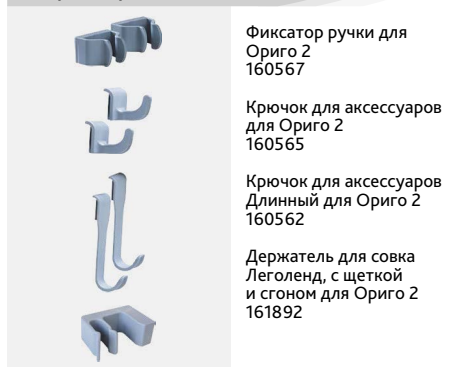 Фиксатор ручки для
Ориго 2
160567
Крючок для аксессуаров
для Ориго 2
160565
Крючок для аксессуаров
Длинный для Ориго 2
160562
Держатель для совка
Леголенд, с щеткой
и сгоном для Ориго 2
161892